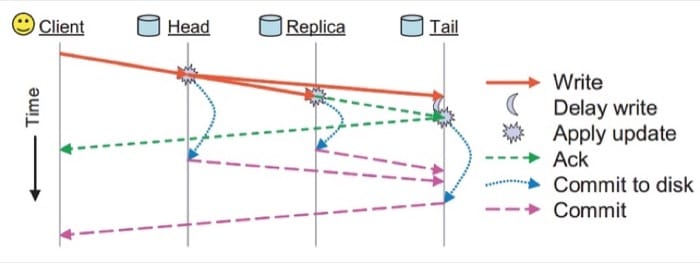 Client Head Replica Tail
Time
Write
Delay write
Apply update
Ack
Commit to disk
Commit